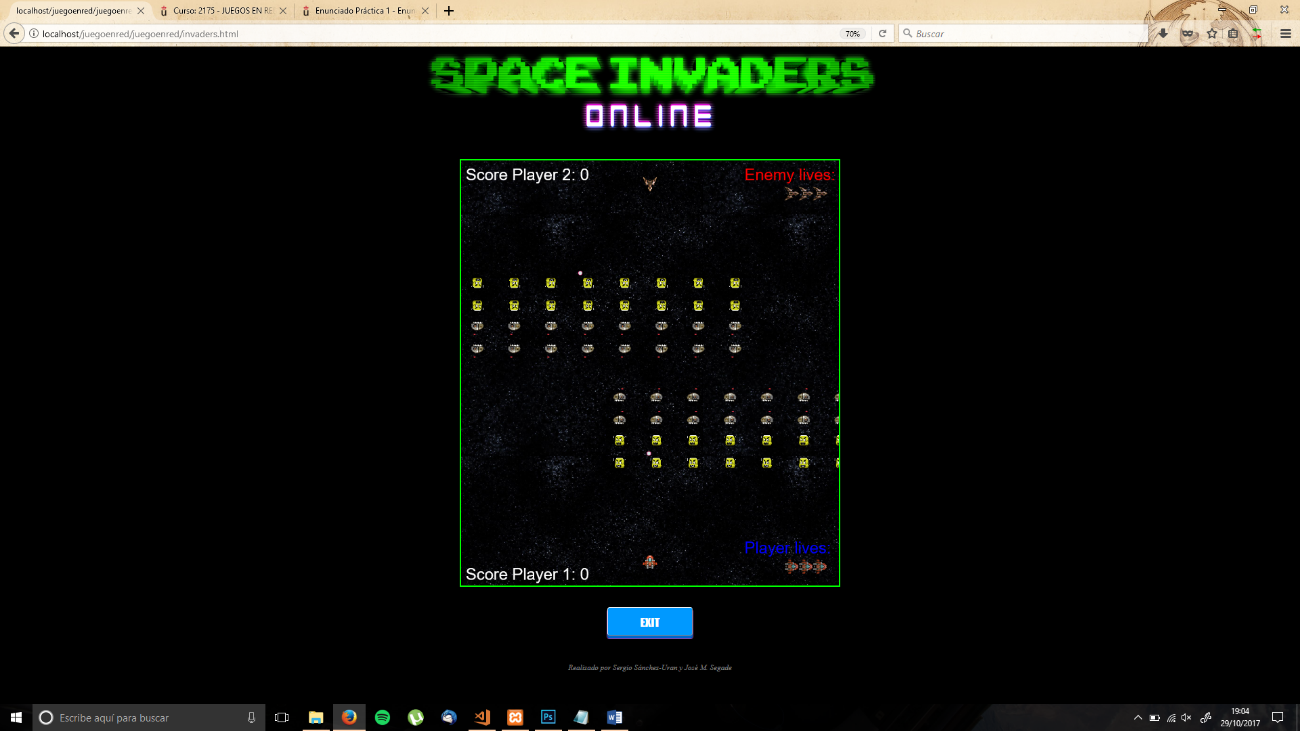 localhost/juegoenred/juegoenre
Curso: 2175 - JUEGOS EN RE
Enunciado Práctica 1 - Enun
localhost/juegoenred/juegoenred/invaders.html
70%
Buscar
SPACE INVADERS
ONLINE
Score Player 2: 0
Enemy lives:
Player lives:
Score Player 1: 0
EXIT
Realizado por Sergio Sánchez-Uran y José M. Segade
Escribe aquí para buscar
19:04
29/10/2017